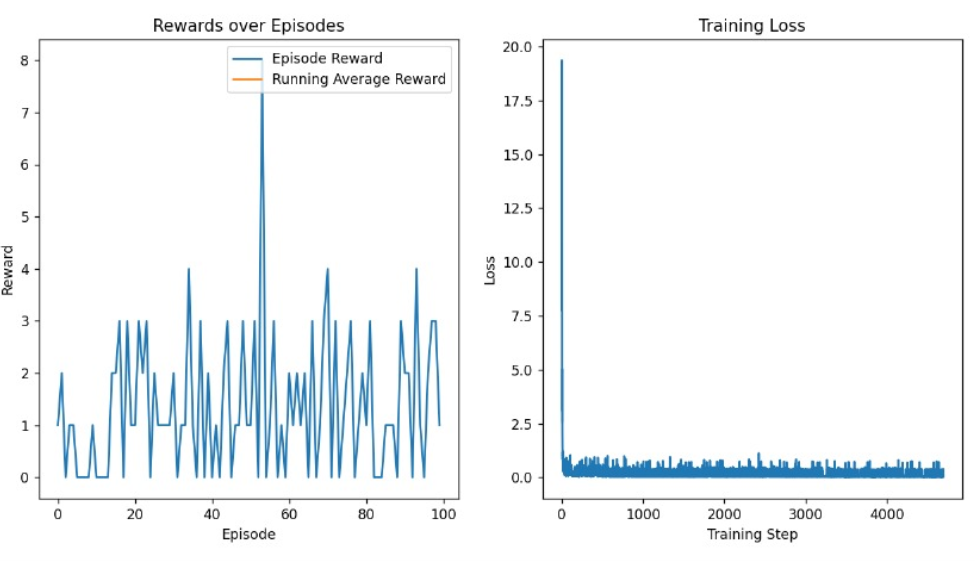 Rewards over Episodes
Episode Reward
Running Average Reward
8
7
6
5
4
3
2
1
0
Reward
0 20 40 60 80 100
Episode
Training Loss
20.0
17.5
15.0
12.5
10.0
7.5
5.0
2.5
0.0
Loss
0 1000 2000 3000 4000
Training Step